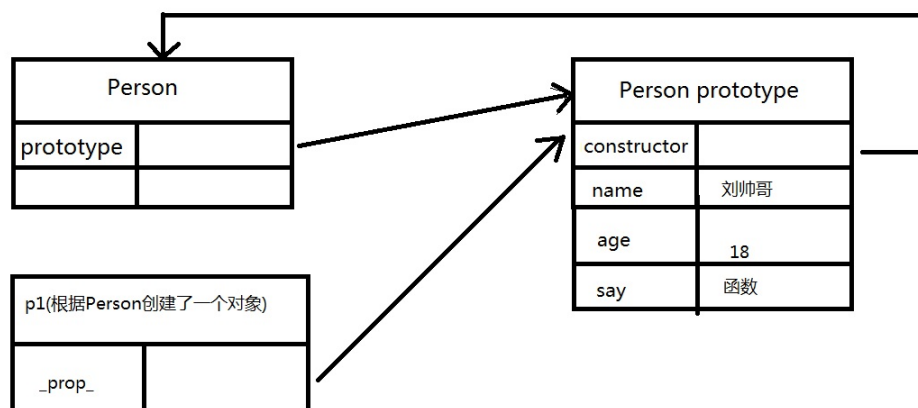 Person
prototype
Person prototype
constructor
name 刘帅哥
age 18
say 函数
p1(根据Person创建了一个对象)
_prop_